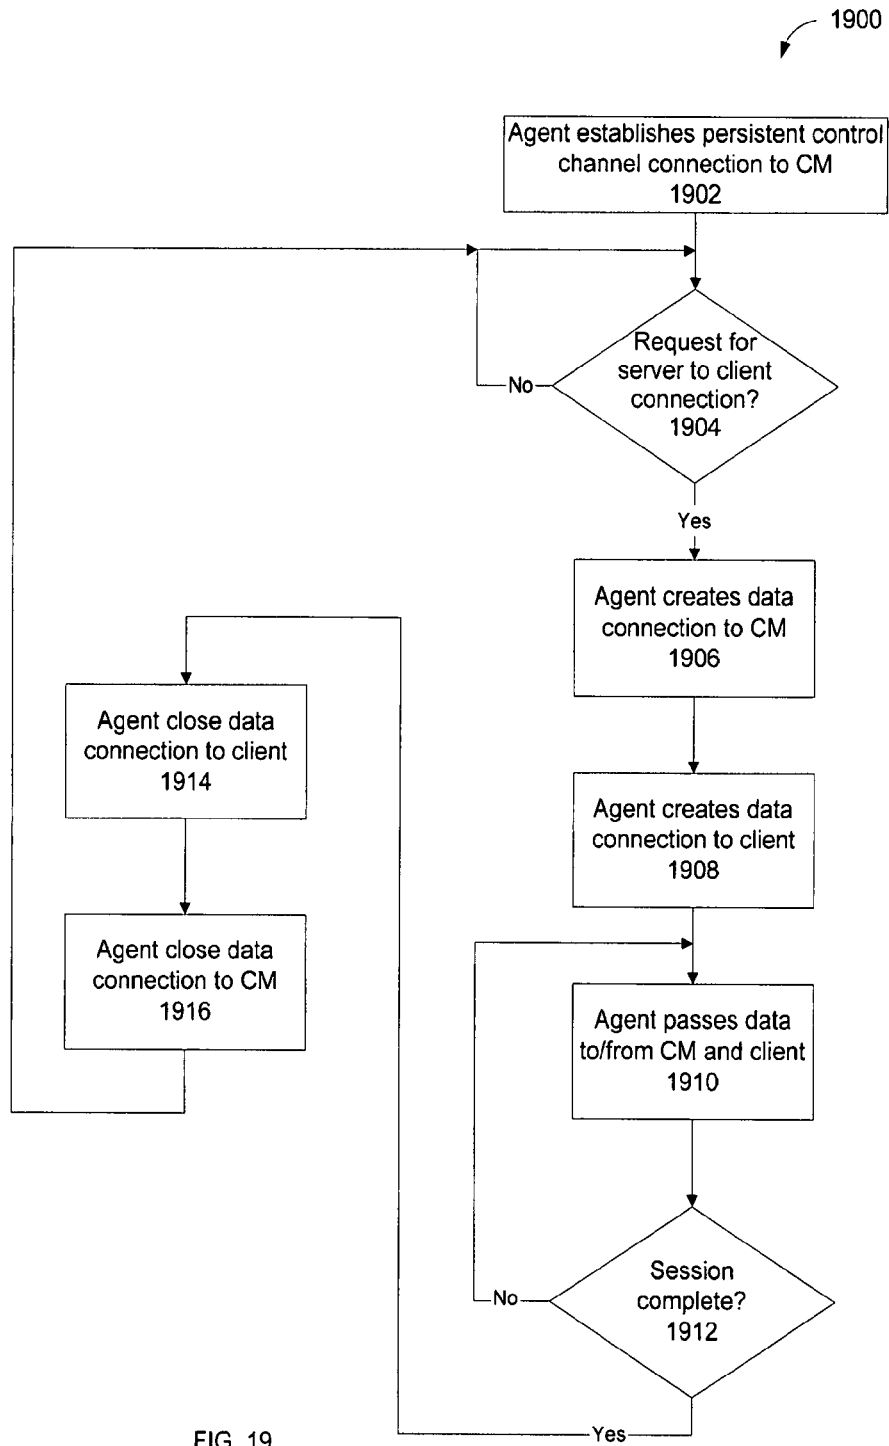 1900
Agent establishes persistent control
channel connection to CM
1902
Request for
server to client
connection?
1904
No
Yes
Agent creates data
connection to CM
1906
Agent creates data
connection to client
1908
Agent passes data
to/from CM and client
1910
Session
complete?
1912
No
Yes
Agent close data
connection to client
1914
Agent close data
connection to CM
1916
FIG. 19